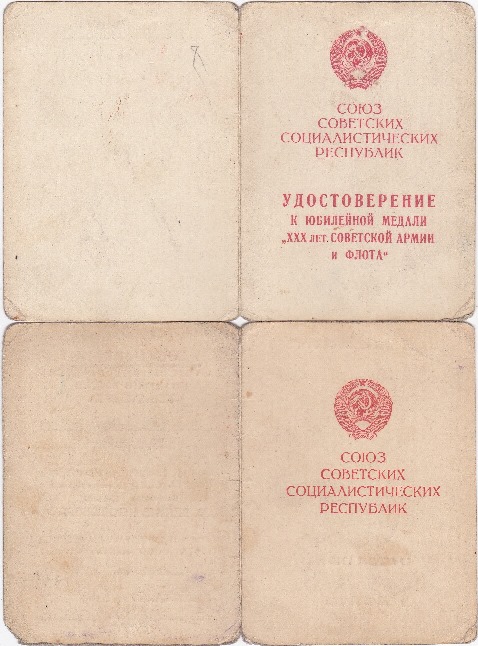 СОЮЗ
СОВЕТСКИХ
СОЦИАЛИСТИЧЕСКИХ
РЕСПУБЛИК
УДОСТОВЕРЕНИЕ
К ЮБИЛЕЙНОЙ МЕДАЛИ
„XXX ЛЕТ. СОВЕТСКОЙ АРМИИ
И ФЛОТА“
СОЮЗ
СОВЕТСКИХ
СОЦИАЛИСТИЧЕСКИХ
РЕСПУБЛИК